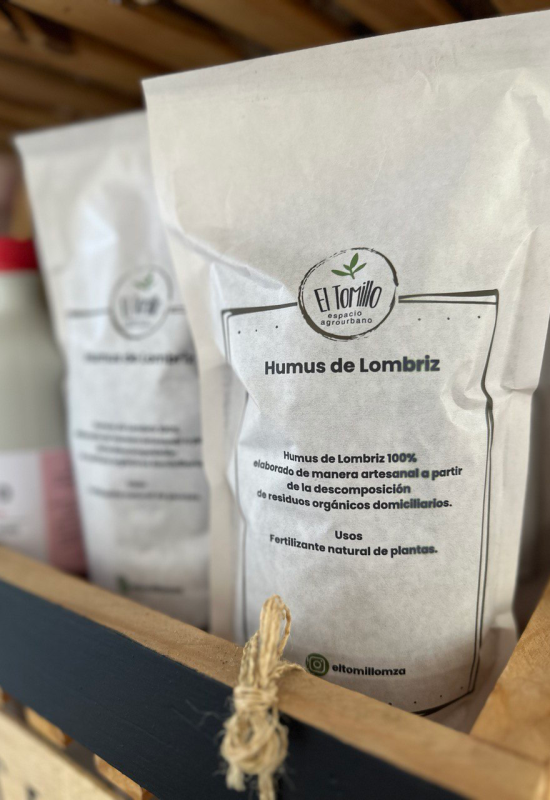 El Tomillo
espacio
agrourbano
Humus de Lombriz
Humus de Lombriz 100%
elaborado de manera artesanal a partir
de la descomposición
de residuos orgánicos domiciliarios.
Usos
Fertilizante natural de plantas.
eltomillomza